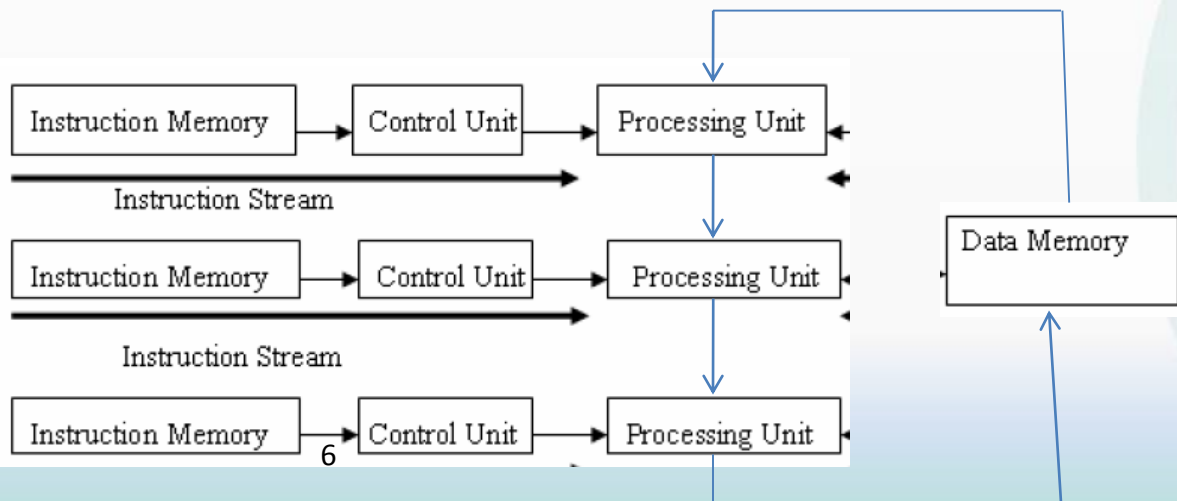 Instruction Memory Control Unit Processing Unit
Instruction Stream
Data Memory
Instruction Memory Control Unit Processing Unit
Instruction Stream
Instruction Memory Control Unit Processing Unit
6